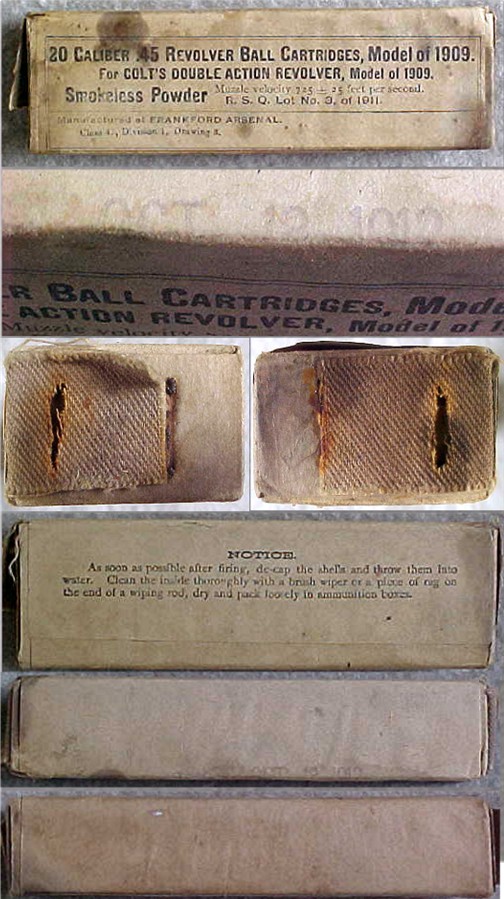 20 CALIBER .45 REVOLVER BALL CARTRIDGES, Model of 1909.
For COLT'S DOUBLE ACTION REVOLVER, Model of 1909.
Smokeless Powder
Muzzle velocity 725 ± 25 feet per second.
R. S. Q. Lot No. 3, of 1911.
Manufactured at FRANKFORD ARSENAL.
Class 4., Division 1, Drawing 8.
OCT 12 1912
R BALL CARTRIDGES, Mode
ACTION REVOLVER, Model of 1
Muzzle velocity
NOTICE.
As soon as possible after firing, de-cap the shells and throw them into
water. Clean the inside thoroughly with a brush wiper or a piece of rag on
the end of a wiping rod, dry and pack loosely in ammunition boxes.